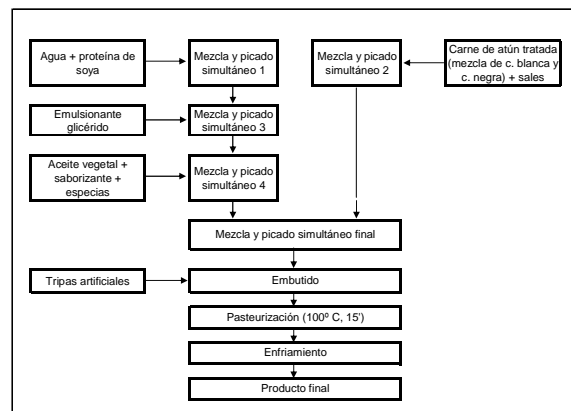 Agua + proteína de
soya
Mezcla y picado
simultáneo 1
Mezcla y picado
simultáneo 2
Carne de atún tratada
(mezcla de c. blanca y
c. negra) + sales
Emulsionante
glicérido
Mezcla y picado
simultáneo 3
Aceite vegetal +
saborizante +
especias
Mezcla y picado
simultáneo 4
Mezcla y picado simultáneo final
Tripas artificiales
Embutido
Pasteurización (100º C, 15')
Enfriamiento
Producto final